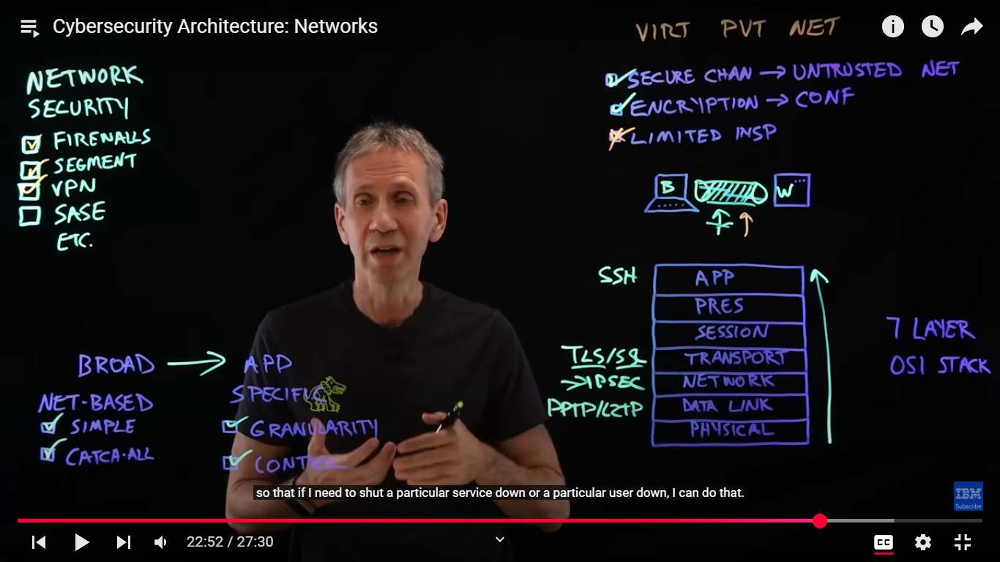 Cybersecurity Architecture: Networks
VIRT PVT NET
NETWORK
SECURITY
FIREWALLS
SEGMENT
VPN
SASE
ETC.
SECURE CHAN → UNTRUSTED NET
ENCRYPTION → CONF
LIMITED INSP
B
W
SSH
APP
PRES
SESSION
TLS/SSL
TRANSPORT
→IPSEC
NETWORK
PPTP/L2TP
DATA LINK
PHYSICAL
7 LAYER
OSI STACK
BROAD → APP
SPECIFIC
NET-BASED
SIMPLE
CATCH-ALL
GRANULARITY
CONTROL
so that if I need to shut a particular service down or a particular user down, I can do that.
IBM
Subscribe
22:52 / 27:30
CC